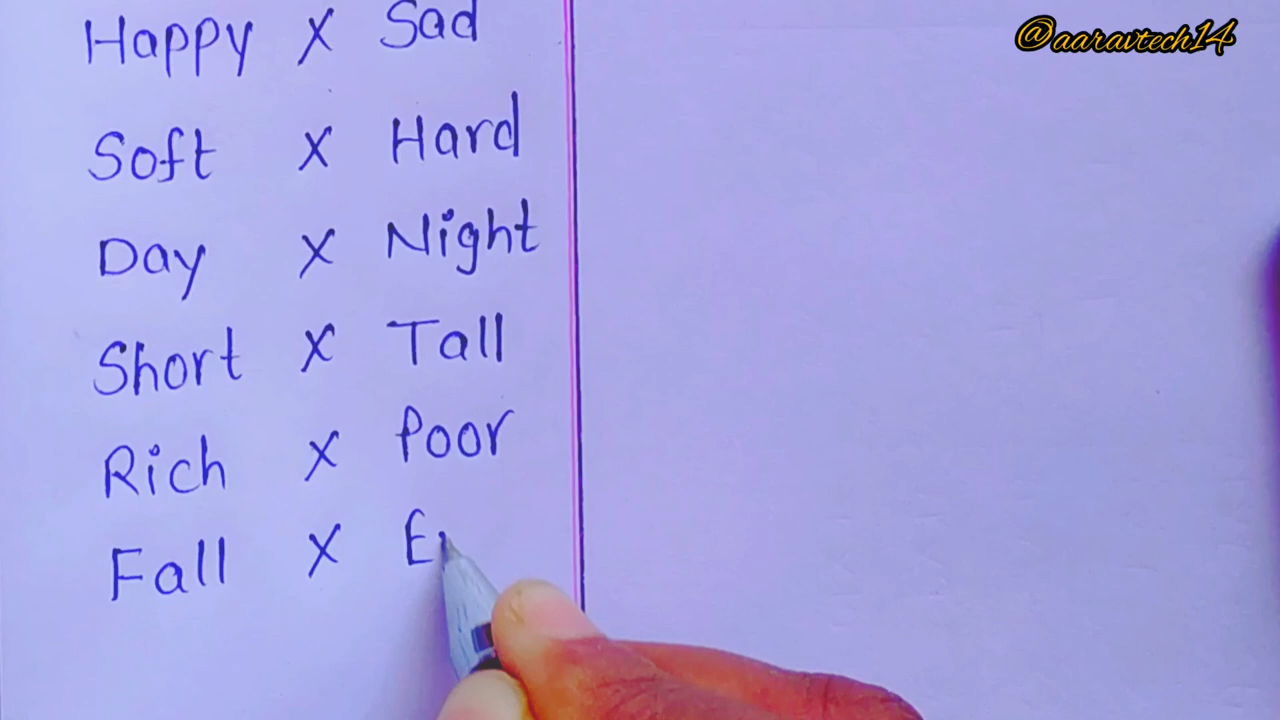 Happy X Sad
@aaravtech14
Soft X Hard
Day X Night
Short X Tall
Rich X Poor
Fall X E